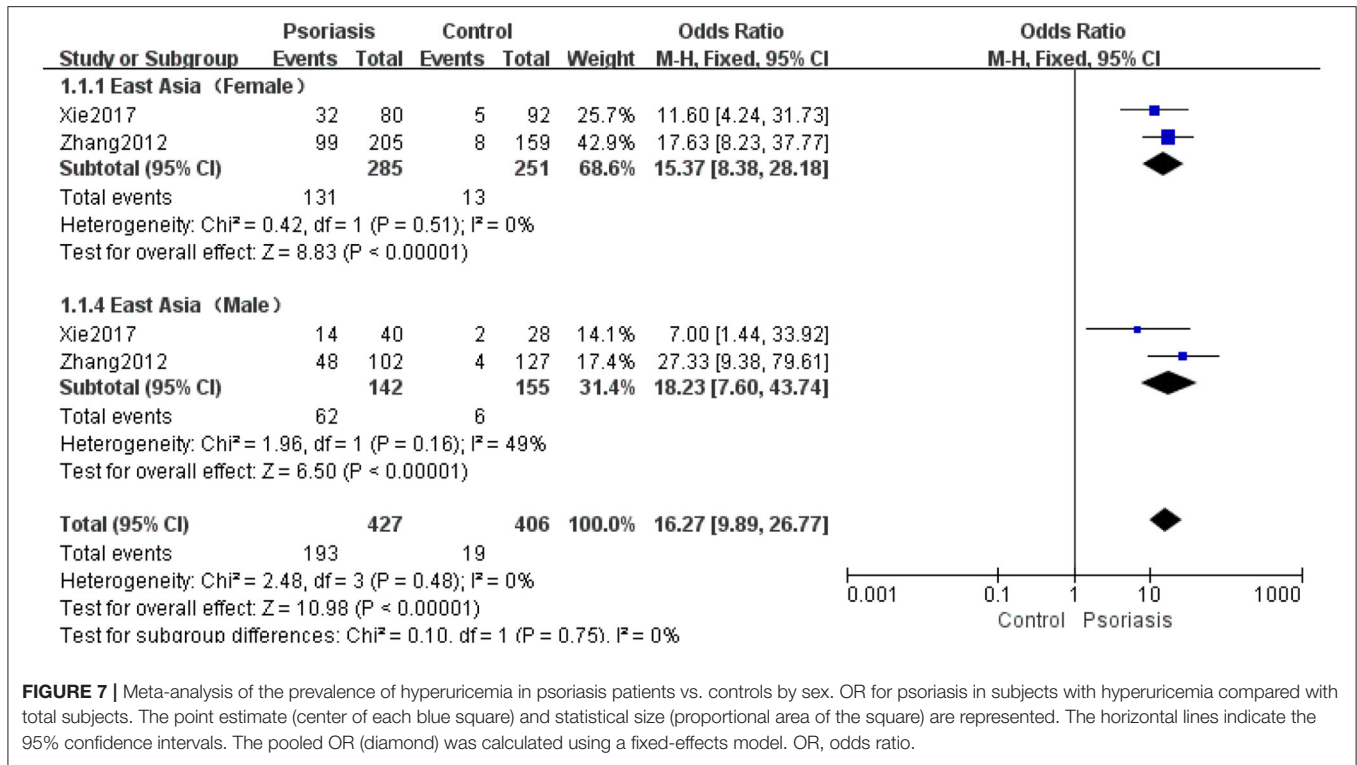 Psoriasis Control Odds Ratio Odds Ratio
Study or Subgroup Events Total Events Total Weight M-H, Fixed, 95% CI M-H, Fixed, 95% CI
1.1.1 East Asia (Female)
Xie2017 32 80 5 92 25.7% 11.60 [4.24, 31.73]
Zhang2012 99 205 8 159 42.9% 17.63 [8.23, 37.77]
Subtotal (95% CI) 285 251 68.6% 15.37 [8.38, 28.18]
Total events 131 13
Heterogeneity: Chi² = 0.42, df = 1 (P = 0.51); I² = 0%
Test for overall effect: Z = 8.83 (P < 0.00001)
1.1.4 East Asia (Male)
Xie2017 14 40 2 28 14.1% 7.00 [1.44, 33.92]
Zhang2012 48 102 4 127 17.4% 27.33 [9.38, 79.61]
Subtotal (95% CI) 142 155 31.4% 18.23 [7.60, 43.74]
Total events 62 6
Heterogeneity: Chi² = 1.96, df = 1 (P = 0.16); I² = 49%
Test for overall effect: Z = 6.50 (P < 0.00001)
Total (95% CI) 427 406 100.0% 16.27 [9.89, 26.77]
Total events 193 19
Heterogeneity: Chi² = 2.48, df = 3 (P = 0.48); I² = 0%
Test for overall effect: Z = 10.98 (P < 0.00001)
Test for subgroup differences: Chi² = 0.10, df = 1 (P = 0.75), I² = 0%
0.001 0.1 1 10 1000
Control Psoriasis
FIGURE 7 | Meta-analysis of the prevalence of hyperuricemia in psoriasis patients vs. controls by sex. OR for psoriasis in subjects with hyperuricemia compared with
total subjects. The point estimate (center of each blue square) and statistical size (proportional area of the square) are represented. The horizontal lines indicate the
95% confidence intervals. The pooled OR (diamond) was calculated using a fixed-effects model. OR, odds ratio.